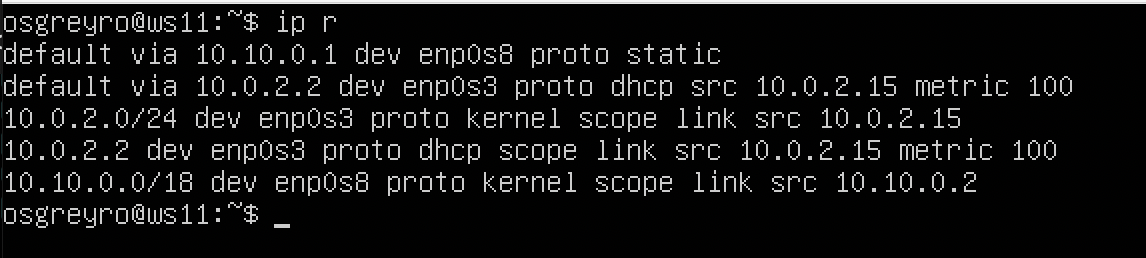 osgreyro@ws11:~$ ip r
default via 10.10.0.1 dev enp0s8 proto static
default via 10.0.2.2 dev enp0s3 proto dhcp src 10.0.2.15 metric 100
10.0.2.0/24 dev enp0s3 proto kernel scope link src 10.0.2.15
10.0.2.2 dev enp0s3 proto dhcp scope link src 10.0.2.15 metric 100
10.10.0.0/18 dev enp0s8 proto kernel scope link src 10.10.0.2
osgreyro@ws11:~$ _